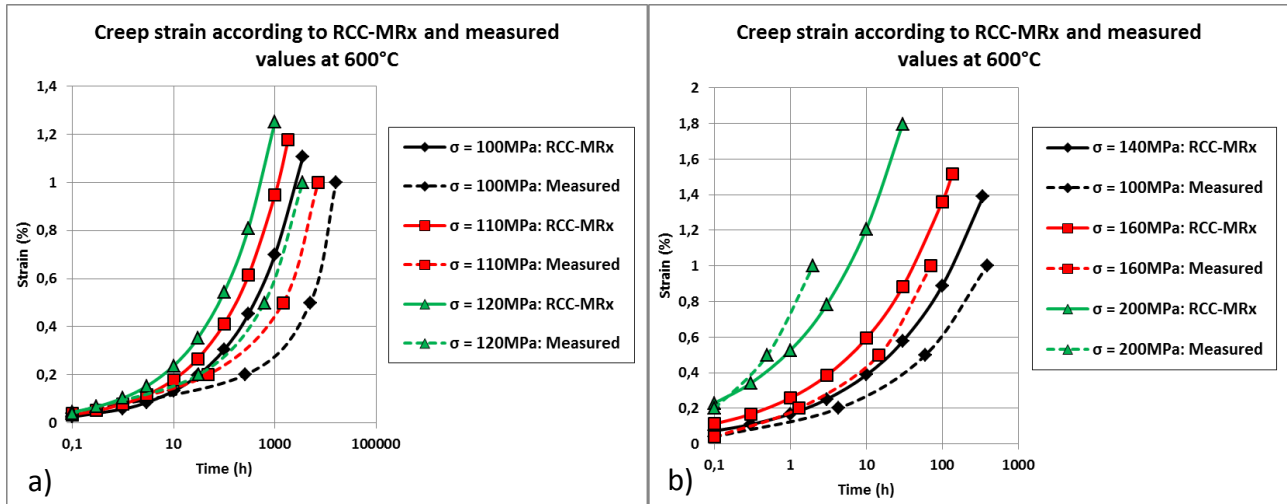 Creep strain according to RCC-MRx and measured
values at 600°C
1,4
1,2
1
0,8
0,6
0,4
0,2
0
Strain (%)
0,1
10
1000
100000
Time (h)
σ = 100MPa: RCC-MRx
σ = 100MPa: Measured
σ = 110MPa: RCC-MRx
σ = 110MPa: Measured
σ = 120MPa: RCC-MRx
σ = 120MPa: Measured
a)
Creep strain according to RCC-MRx and measured
values at 600°C
2
1,8
1,6
1,4
1,2
1
0,8
0,6
0,4
0,2
0
Strain (%)
0,1
1
10
100
1000
Time (h)
σ = 140MPa: RCC-MRx
σ = 100MPa: Measured
σ = 160MPa: RCC-MRx
σ = 160MPa: Measured
σ = 200MPa: RCC-MRx
σ = 200MPa: Measured
b)